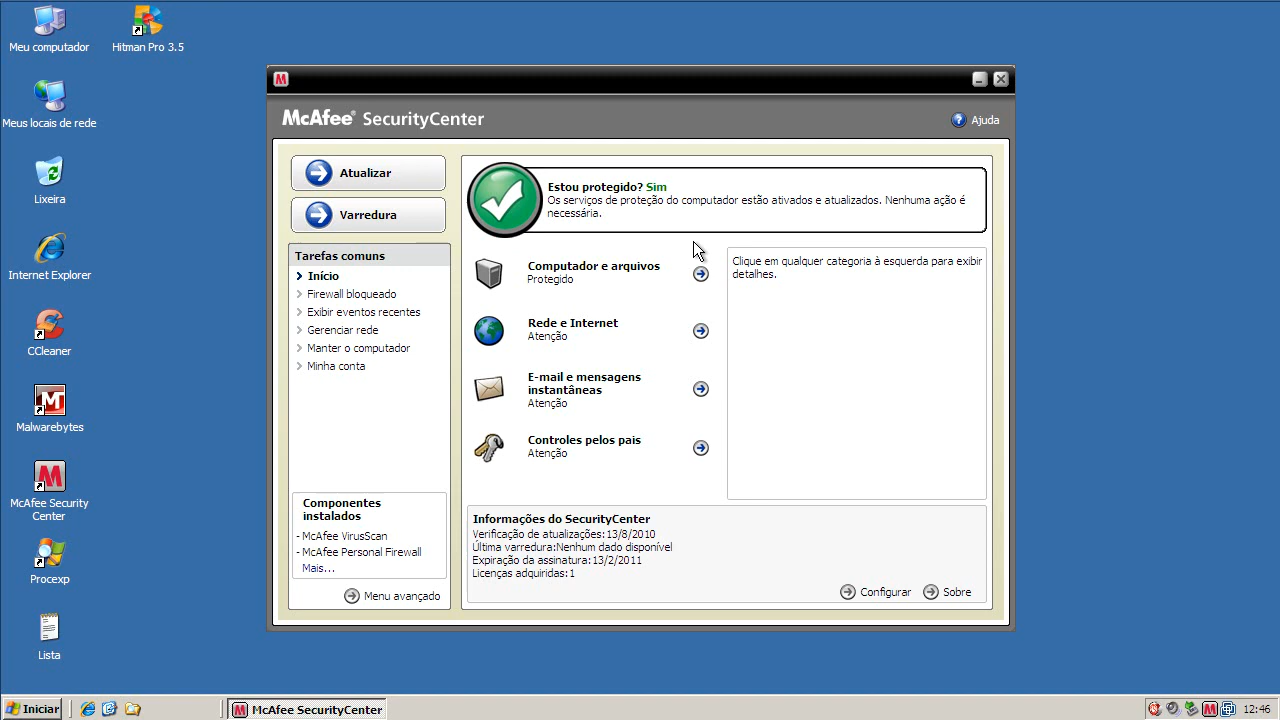 Meu computador
Hitman Pro 3.5
Meus locais de rede
Lixeira
Internet Explorer
CCleaner
Malwarebytes
McAfee Security
Center
Procexp
Lista
McAfee® SecurityCenter
Ajuda
Atualizar
Varredura
Tarefas comuns
Início
Firewall bloqueado
Exibir eventos recentes
Gerenciar rede
Manter o computador
Minha conta
Componentes
instalados
- McAfee VirusScan
- McAfee Personal Firewall
Mais...
Menu avançado
Estou protegido? Sim
Os serviços de proteção do computador estão ativados e atualizados. Nenhuma ação é
necessária.
Computador e arquivos
Protegido
Rede e Internet
Atenção
E-mail e mensagens
instantâneas
Atenção
Controles pelos pais
Atenção
Clique em qualquer categoria à esquerda para exibir
detalhes.
Informações do SecurityCenter
Verificação de atualizações:13/8/2010
Última varredura:Nenhum dado disponível
Expiração da assinatura:13/2/2011
Licenças adquiridas:1
Configurar
Sobre
Iniciar
McAfee SecurityCenter
12:46